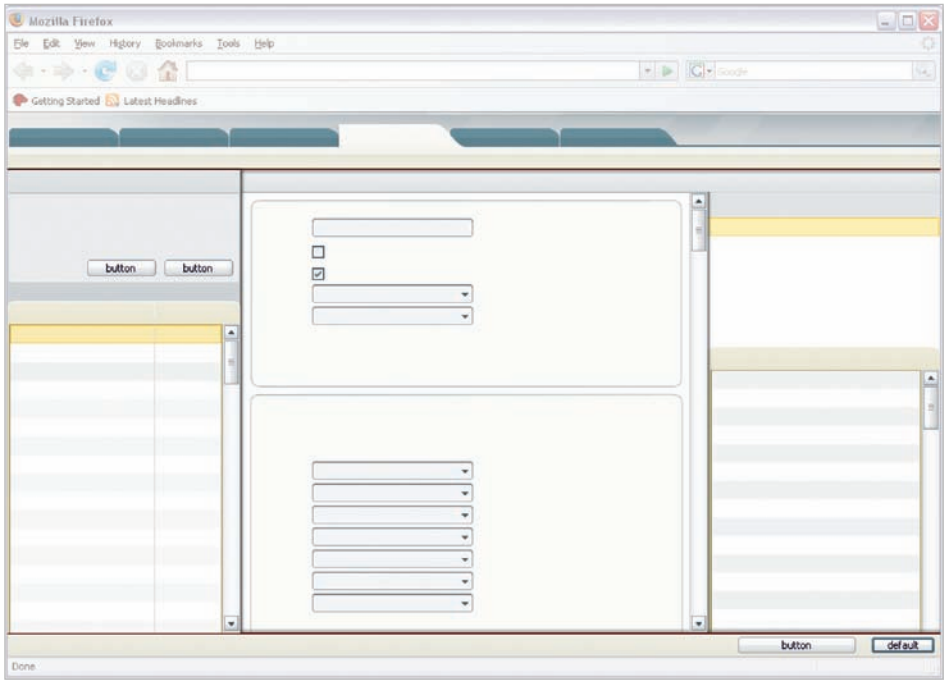 Mozilla Firefox
File Edit View History Bookmarks Tools Help
Google
Getting Started Latest Headlines
button button
button default
Done